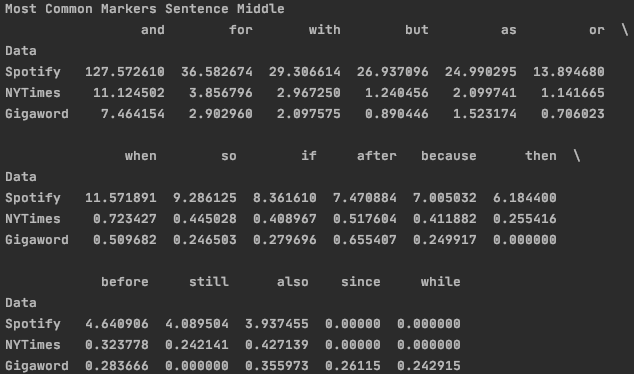 Most Common Markers Sentence Middle
and for with but as or \
Data
Spotify 127.572610 36.582674 29.306614 26.937096 24.990295 13.894680
NYTimes 11.124502 3.856796 2.967250 1.240456 2.099741 1.141665
Gigaword 7.464154 2.902960 2.097575 0.890446 1.523174 0.706023
when so if after because then \
Data
Spotify 11.571891 9.286125 8.361610 7.470884 7.005032 6.184400
NYTimes 0.723427 0.445028 0.408967 0.517604 0.411882 0.255416
Gigaword 0.509682 0.246503 0.279696 0.655407 0.249917 0.000000
before still also since while
Data
Spotify 4.640906 4.089504 3.937455 0.00000 0.000000
NYTimes 0.323778 0.242141 0.427139 0.00000 0.000000
Gigaword 0.283666 0.000000 0.355973 0.26115 0.242915